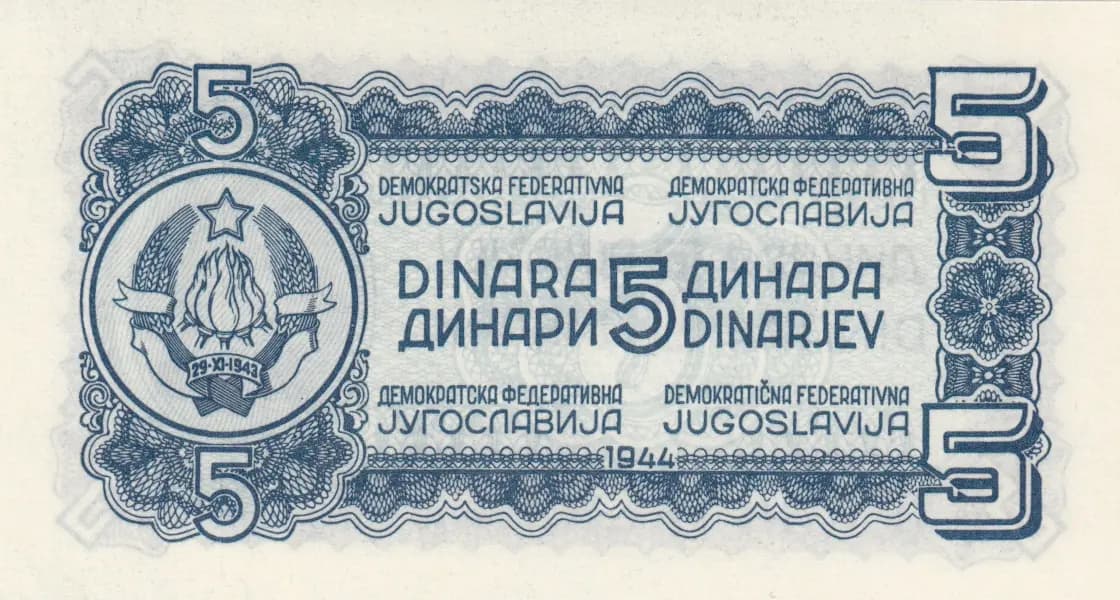 5
5
DEMOKRATSKA FEDERATIVNA
JUGOSLAVIJA
ДЕМОКРАТСКА ФЕДЕРАТИВНА
ЈУГОСЛАВИЈА
DINARA 5 ДИНАРА
ДИНАРИ DINARJEV
29·XI·1943
ДЕМОКРАТСКА ФЕДЕРАТИВНА
ЈУГОСЛАВИЈА
DEMOKRATIČNA FEDERATIVNA
JUGOSLAVIJA
1944
5
5